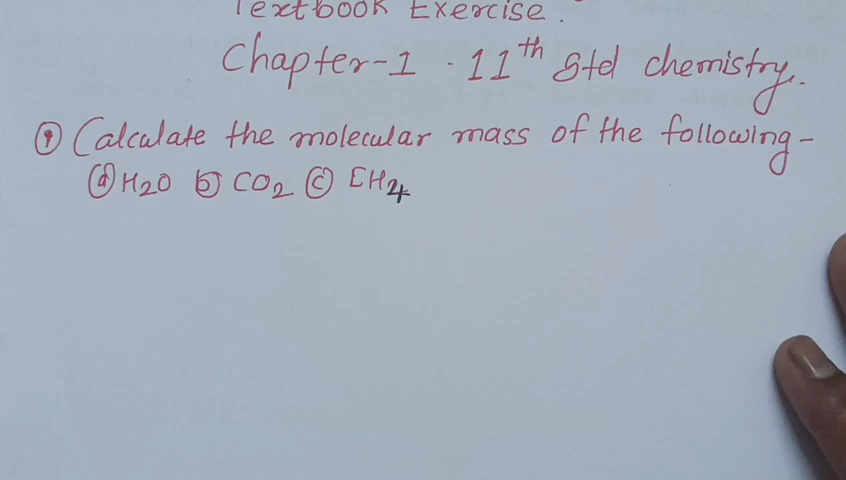 Textbook Exercise.
Chapter-1 . 11th Std chemistry.
① Calculate the molecular mass of the following-
ⓐ H2O ⓑ CO2 ⓒ CH4